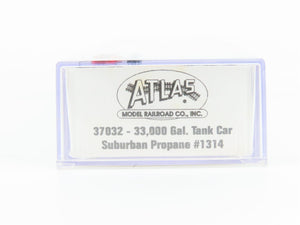 ATLAS
MODEL RAILROAD CO., INC.
37032 - 33,000 Gal. Tank Car
Suburban Propane #1314